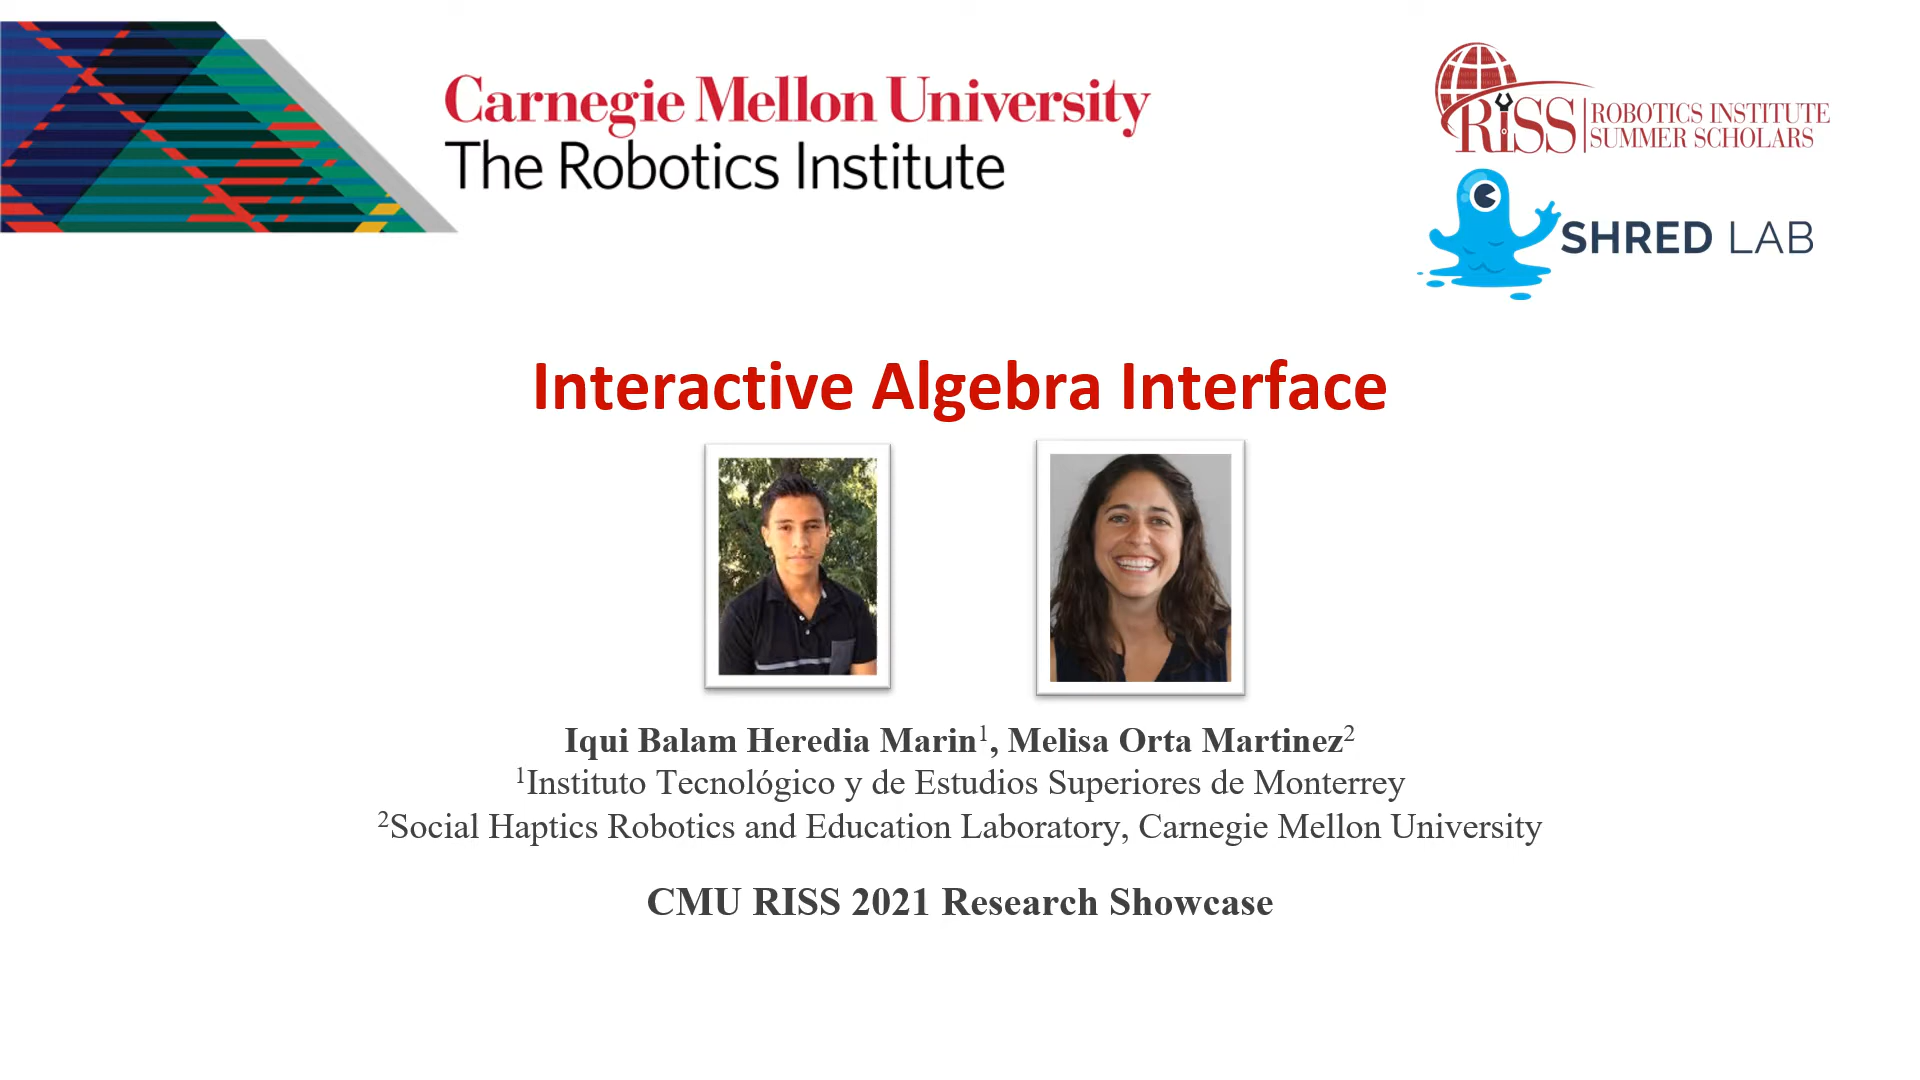 Carnegie Mellon University
The Robotics Institute
RISS ROBOTICS INSTITUTE
SUMMER SCHOLARS
SHRED LAB
Interactive Algebra Interface
Iqui Balam Heredia Marin¹, Melisa Orta Martinez²
¹Instituto Tecnológico y de Estudios Superiores de Monterrey
²Social Haptics Robotics and Education Laboratory, Carnegie Mellon University
CMU RISS 2021 Research Showcase